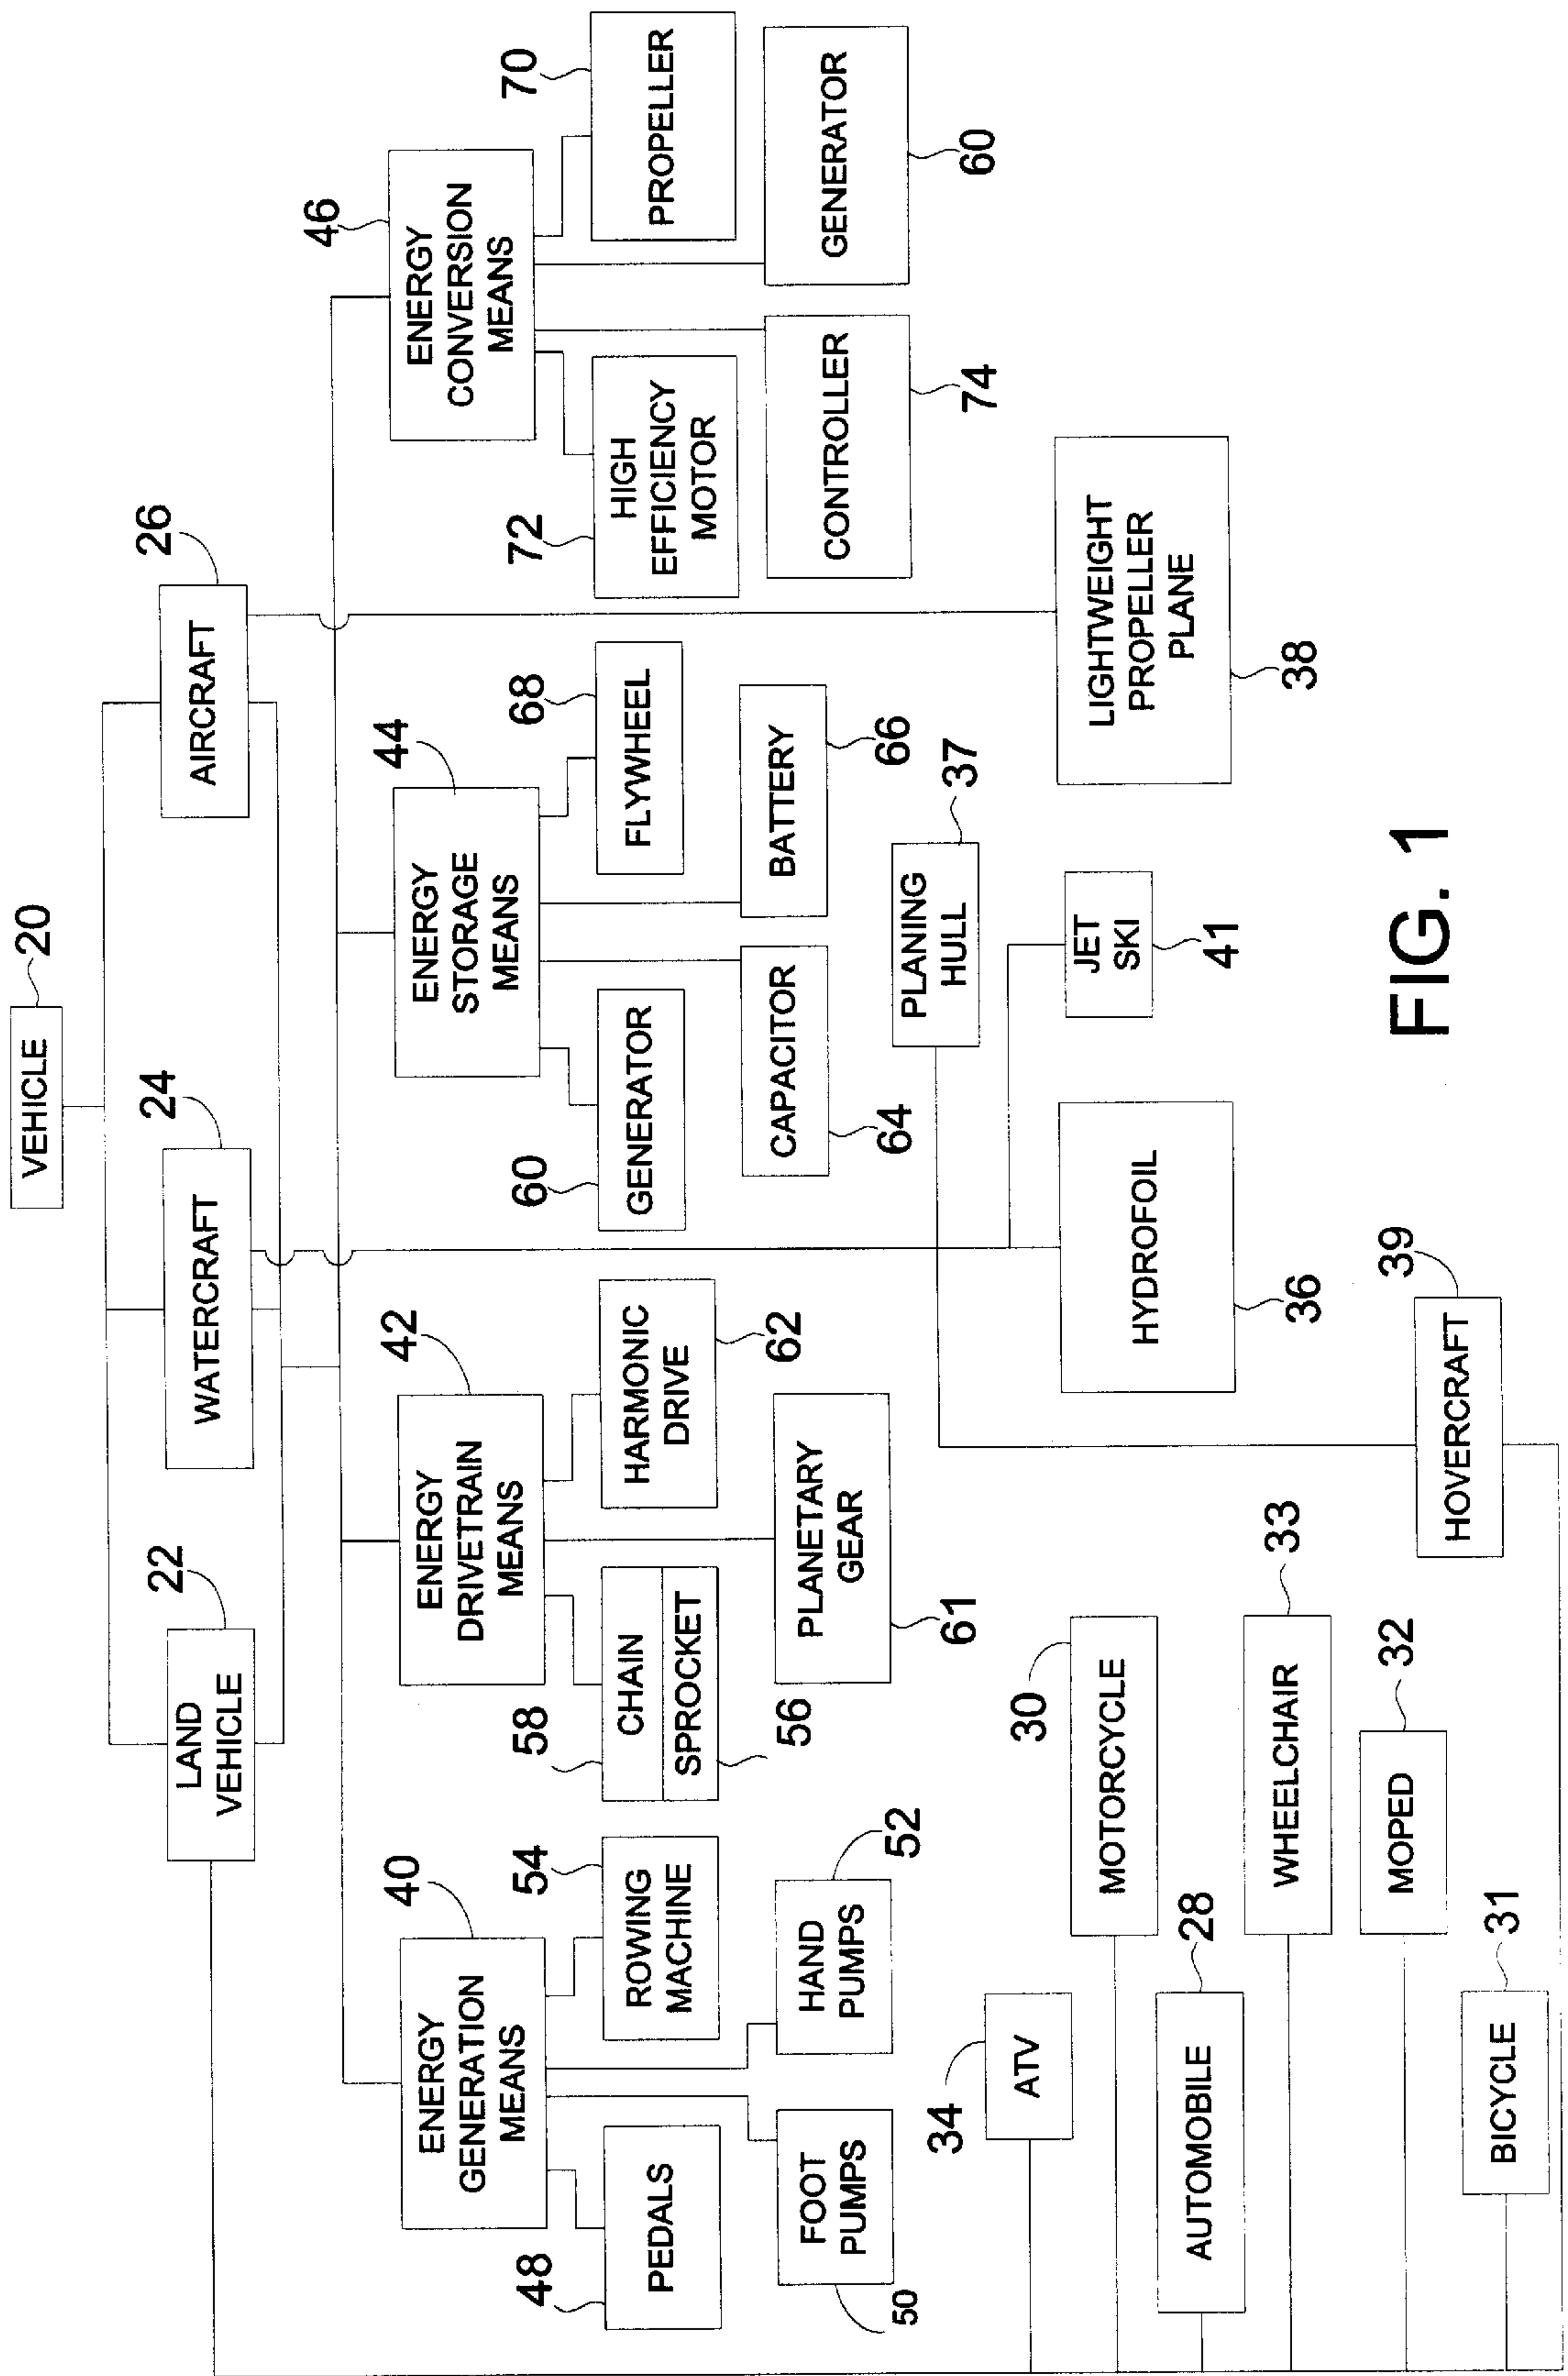 VEHICLE
20
LAND
VEHICLE
22
WATERCRAFT
24
AIRCRAFT
26
ENERGY
GENERATION
MEANS
40
ENERGY
DRIVETRAIN
MEANS
42
ENERGY
STORAGE
MEANS
44
ENERGY
CONVERSION
MEANS
46
48
PEDALS
ROWING
MACHINE
54
FOOT
PUMPS
50
HAND
PUMPS
52
58
CHAIN
SPROCKET
56
HARMONIC
DRIVE
62
PLANETARY
GEAR
61
60
GENERATOR
FLYWHEEL
68
CAPACITOR
64
BATTERY
66
72
HIGH
EFFICIENCY
MOTOR
PROPELLER
70
CONTROLLER
74
GENERATOR
60
34
ATV
30
MOTORCYCLE
AUTOMOBILE
28
WHEELCHAIR
33
MOPED
32
BICYCLE
31
PLANING
HULL
37
JET
SKI
41
HYDROFOIL
36
HOVERCRAFT
39
LIGHTWEIGHT
PROPELLER
PLANE
38
FIG. 1